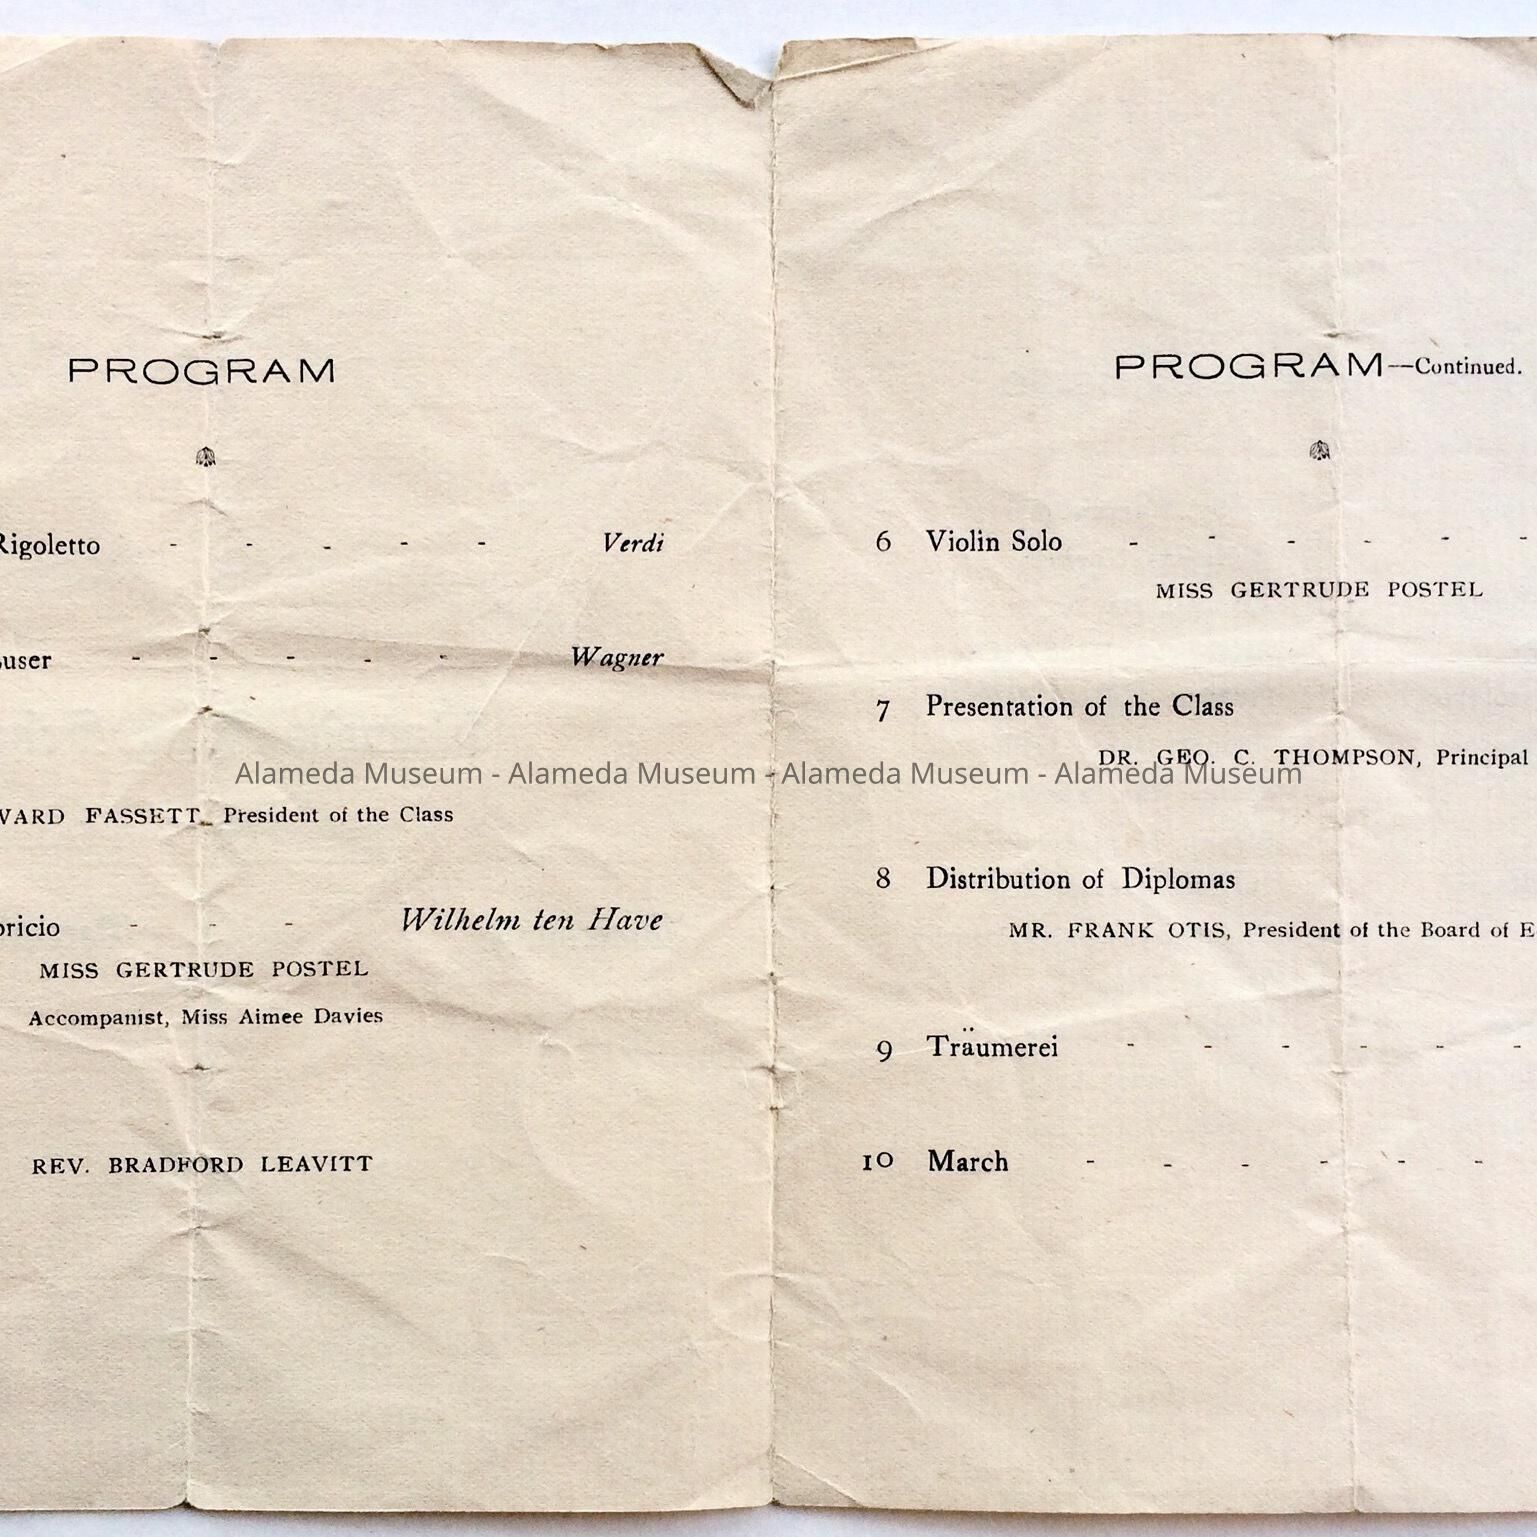 PROGRAM
Rigoletto - - - - - Verdi
user - - - - - Wagner
WARD FASSETT, President of the Class
pricio - - - Wilhelm ten Have
MISS GERTRUDE POSTEL
Accompanist, Miss Aimee Davies
REV. BRADFORD LEAVITT
PROGRAM—Continued.
6 Violin Solo - - - - - -
MISS GERTRUDE POSTEL
7 Presentation of the Class
DR. GEO. C. THOMPSON, Principal
8 Distribution of Diplomas
MR. FRANK OTIS, President of the Board of E
9 Träumerei - - - - - -
10 March - - - - - -
Alameda Museum - Alameda Museum - Alameda Museum - Alameda Museum